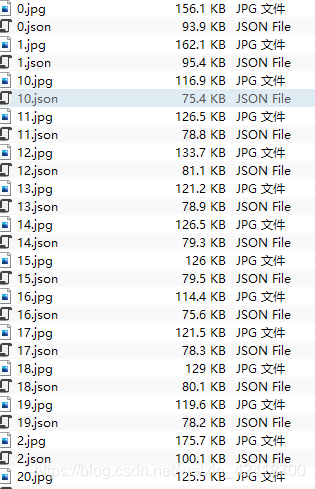 0.jpg 156.1 KB JPG 文件
0.json 93.9 KB JSON File
1.jpg 162.1 KB JPG 文件
1.json 95.4 KB JSON File
10.jpg 116.9 KB JPG 文件
10.json 75.4 KB JSON File
11.jpg 126.5 KB JPG 文件
11.json 78.8 KB JSON File
12.jpg 133.7 KB JPG 文件
12.json 81.1 KB JSON File
13.jpg 121.2 KB JPG 文件
13.json 78.9 KB JSON File
14.jpg 126.5 KB JPG 文件
14.json 79.3 KB JSON File
15.jpg 126 KB JPG 文件
15.json 79.5 KB JSON File
16.jpg 114.4 KB JPG 文件
16.json 75.6 KB JSON File
17.jpg 121.5 KB JPG 文件
17.json 78.3 KB JSON File
18.jpg 129 KB JPG 文件
18.json 80.1 KB JSON File
19.jpg 119.6 KB JPG 文件
19.json 78.2 KB JSON File
2.jpg 175.7 KB JPG 文件
2.json 100.1 KB JSON File
20.jpg 125.5 KB JPG 文件